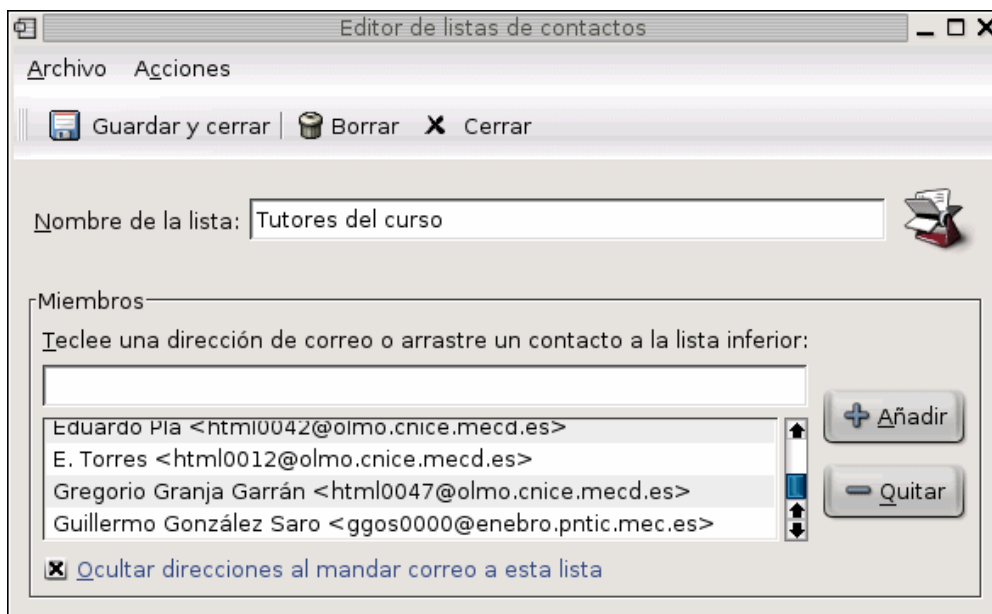 Editor de listas de contactos
Archivo Acciones
Guardar y cerrar Borrar Cerrar
Nombre de la lista: Tutores del curso
Miembros
Teclee una dirección de correo o arrastre un contacto a la lista inferior:
Eduardo Pla <html0042@olmo.cnice.mecd.es>
E. Torres <html0012@olmo.cnice.mecd.es>
Gregorio Granja Garrán <html0047@olmo.cnice.mecd.es>
Guillermo González Saro <ggos0000@enebro.pntic.mec.es>
Añadir
Quitar
Ocultar direcciones al mandar correo a esta lista